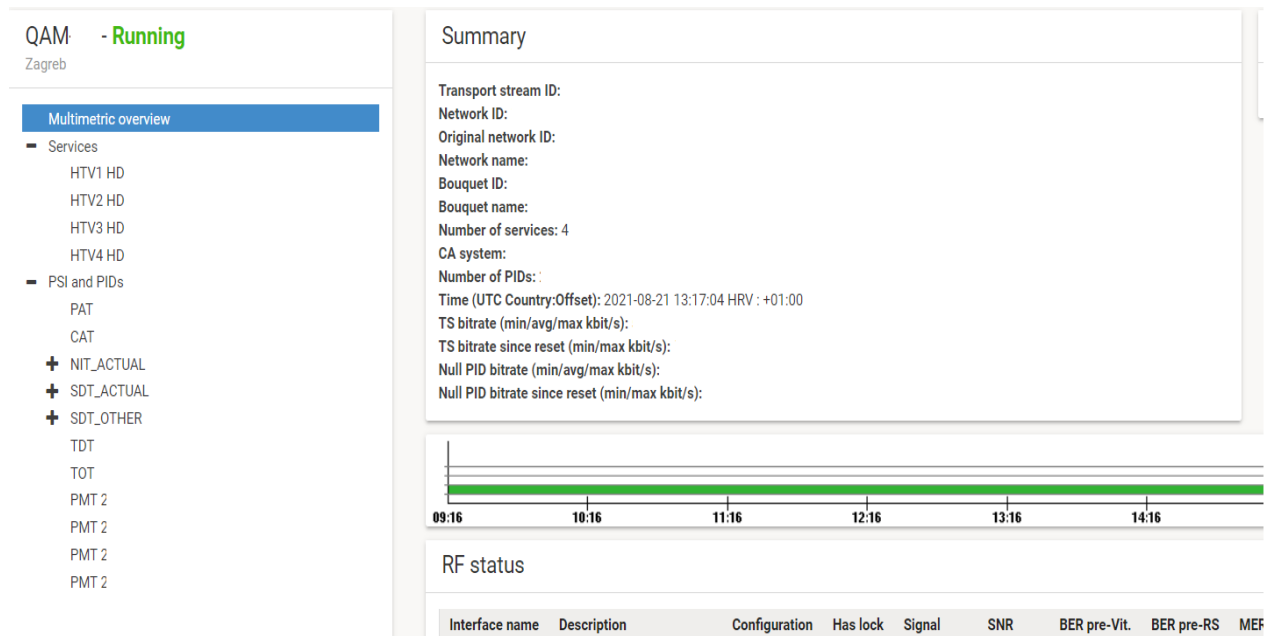 QAM - Running
Zagreb
Multimetric overview
Services
HTV1 HD
HTV2 HD
HTV3 HD
HTV4 HD
PSI and PIDs
PAT
CAT
NIT_ACTUAL
SDT_ACTUAL
SDT_OTHER
TDT
TOT
PMT 2
PMT 2
PMT 2
PMT 2
Summary
Transport stream ID:
Network ID:
Original network ID:
Network name:
Bouquet ID:
Bouquet name:
Number of services: 4
CA system:
Number of PIDs:
Time (UTC Country:Offset): 2021-08-21 13:17:04 HRV : +01:00
TS bitrate (min/avg/max kbit/s):
TS bitrate since reset (min/max kbit/s):
Null PID bitrate (min/avg/max kbit/s):
Null PID bitrate since reset (min/max kbit/s):
09:16 10:16 11:16 12:16 13:16 14:16
RF status
Interface name Description Configuration Has lock Signal SNR BER pre-Vit. BER pre-RS